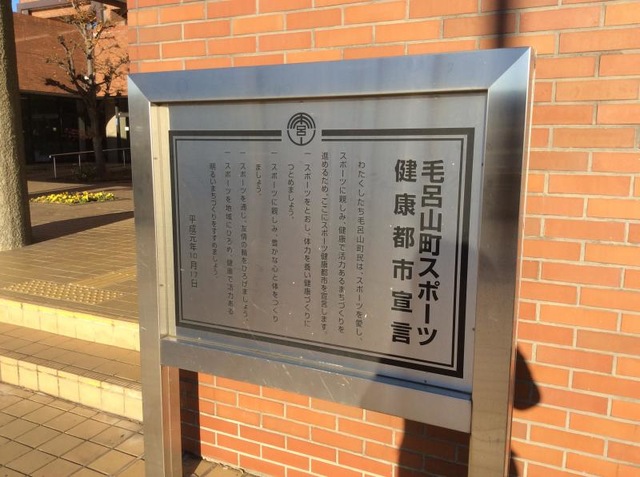 毛呂山町スポーツ
健康都市宣言
わたくしたち毛呂山町民は、スポーツを愛し、
スポーツに親しみ、健康で活力あるまちづくりを
進めるため、ここにスポーツ健康都市を宣言します。
一 スポーツをとおし、体力を養い健康づくりに
つとめましょう。
一 スポーツに親しみ、豊かな心と体をつくり
ましょう。
一 スポーツを通し、友情の輪をひろげましょう。
一 スポーツを地域にひろめ、健康で活力ある
明るいまちづくりをすすめましょう。
平成元年10月17日